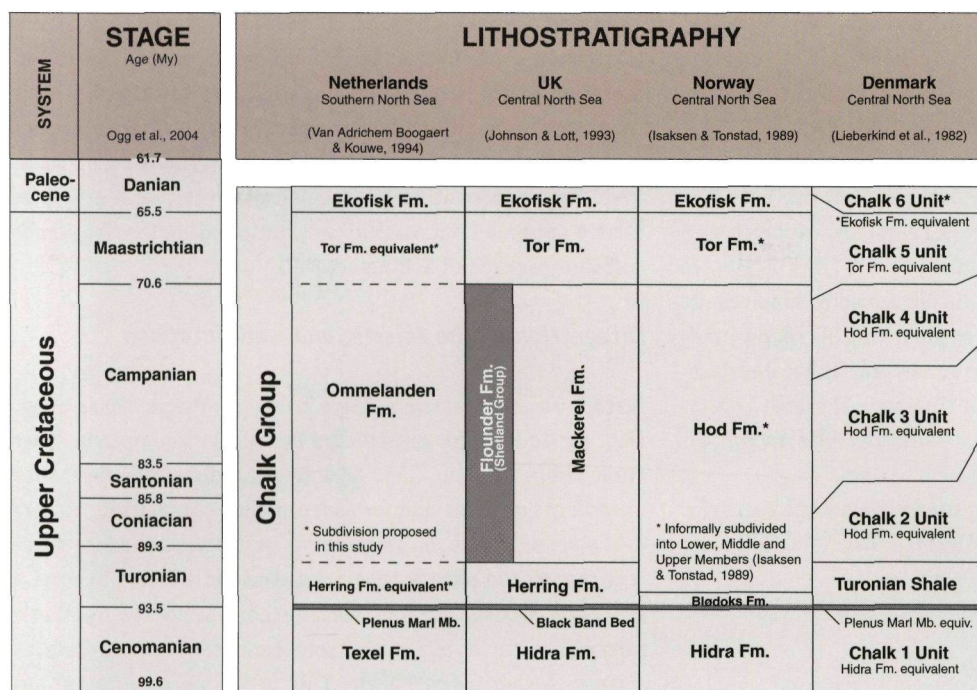 SYSTEM
STAGE
Age (My)
Ogg et al., 2004
LITHOSTRATIGRAPHY
Netherlands
Southern North Sea
(Van Adrichem Boogaert
& Kouwe, 1994)
UK
Central North Sea
(Johnson & Lott, 1993)
Norway
Central North Sea
(Isaksen & Tonstad, 1989)
Denmark
Central North Sea
(Lieberkind et al., 1982)
61.7
Paleo-
cene
Danian
65.5
Upper Cretaceous
Maastrichtian
70.6
Campanian
83.5
Santonian
85.8
Coniacian
89.3
Turonian
93.5
Cenomanian
99.6
Chalk Group
Ekofisk Fm.
Tor Fm. equivalent*
Ommelanden
Fm.
* Subdivision proposed
in this study
Herring Fm. equivalent*
Plenus Marl Mb.
Texel Fm.
Ekofisk Fm.
Tor Fm.
Flounder Fm.
(Shetland Group)
Mackerel Fm.
Herring Fm.
Black Band Bed
Hidra Fm.
Ekofisk Fm.
Tor Fm.*
Hod Fm.*
* Informally subdivided
into Lower, Middle and
Upper Members (Isaksen
& Tonstad, 1989)
Blødoks Fm.
Hidra Fm.
Chalk 6 Unit*
*Ekofisk Fm. equivalent
Chalk 5 unit
Tor Fm. equivalent
Chalk 4 Unit
Hod Fm. equivalent
Chalk 3 Unit
Hod Fm. equivalent
Chalk 2 Unit
Hod Fm. equivalent
Turonian Shale
Plenus Marl Mb. equiv.
Chalk 1 Unit
Hidra Fm. equivalent